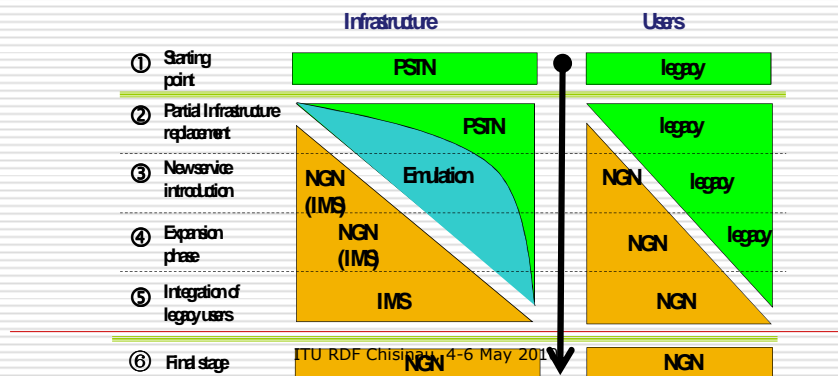 Infrastructure Users
① Starting point PSTN legacy
② Partial Infrastructure replacement PSTN legacy
③ New service introduction NGN (IMS) Emulation NGN legacy
④ Expansion phase NGN (IMS) NGN legacy
⑤ Integration of legacy users IMS NGN
⑥ Final stage NGN NGN
ITU RDF Chisinau, 4-6 May 201